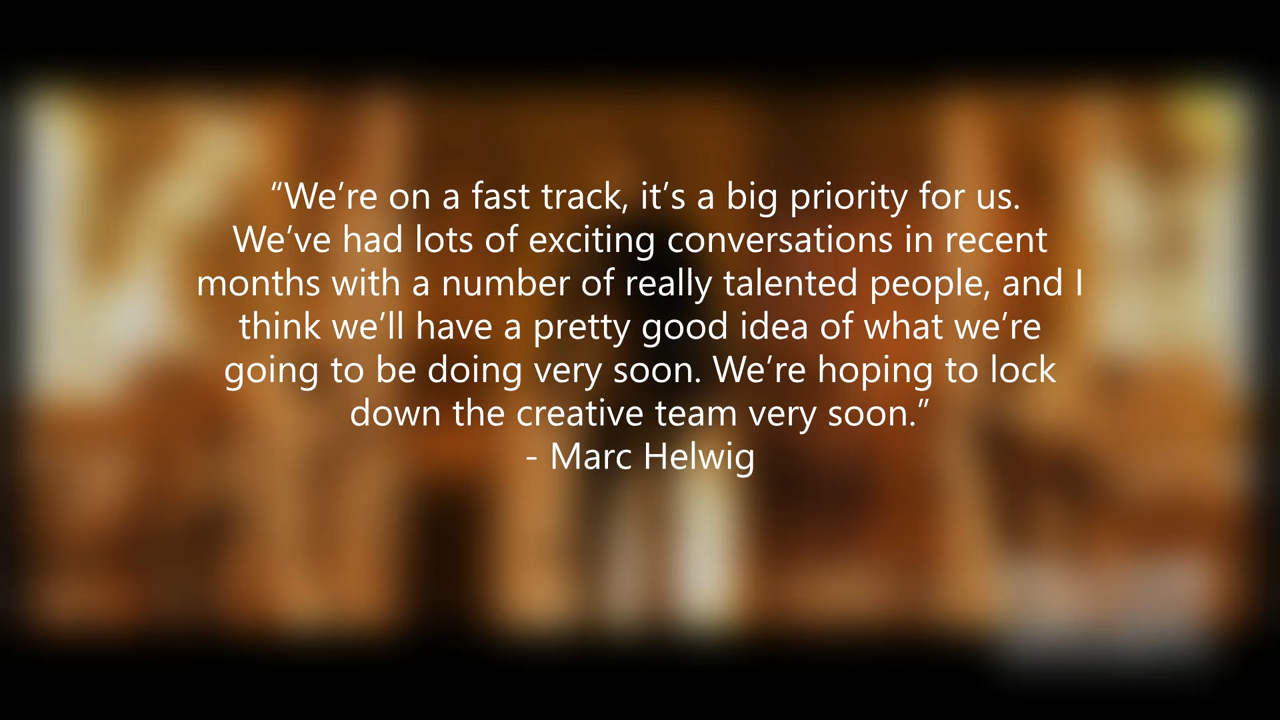 “We’re on a fast track, it’s a big priority for us.
We’ve had lots of exciting conversations in recent
months with a number of really talented people, and I
think we’ll have a pretty good idea of what we’re
going to be doing very soon. We’re hoping to lock
down the creative team very soon.”
- Marc Helwig